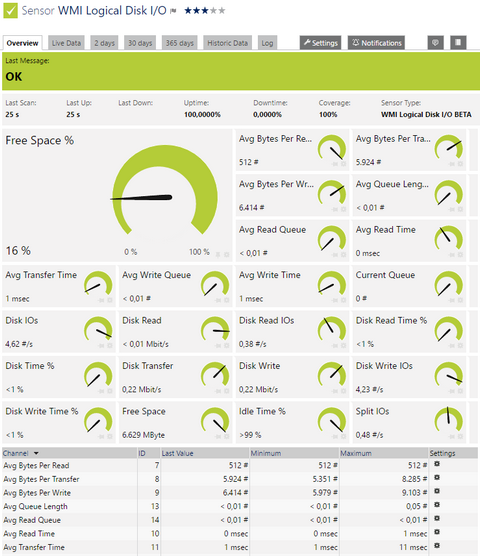 Sensor WMI Logical Disk I/O
Overview Live Data 2 days 30 days 365 days Historic Data Log Settings Notifications
Last Message:
OK
Last Scan: Last Up: Last Down: Uptime: Downtime: Coverage: Sensor Type:
25 s 25 s 100,0000% 0,0000% 100% WMI Logical Disk I/O BETA
Free Space %
16 %
0 % 100 %
Avg Bytes Per Re...
512 #
Avg Bytes Per Tra...
5.924 #
Avg Bytes Per Wr...
6.414 #
Avg Queue Leng...
< 0,01 #
Avg Read Queue
< 0,01 #
Avg Read Time
0 msec
Avg Transfer Time
1 msec
Avg Write Queue
< 0,01 #
Avg Write Time
1 msec
Current Queue
0 #
Disk IOs
4,62 #/s
Disk Read
< 0,01 Mbit/s
Disk Read IOs
0,38 #/s
Disk Read Time %
<1 %
Disk Time %
<1 %
Disk Transfer
0,22 Mbit/s
Disk Write
0,22 Mbit/s
Disk Write IOs
4,23 #/s
Disk Write Time %
<1 %
Free Space
6.629 MByte
Idle Time %
>99 %
Split IOs
0,48 #/s
Channel ID Last Value Minimum Maximum Settings
Avg Bytes Per Read 7 512 # 512 # 512 #
Avg Bytes Per Transfer 8 5.924 # 5.351 # 8.285 #
Avg Bytes Per Write 9 6.414 # 5.979 # 9.103 #
Avg Queue Length 13 < 0,01 # < 0,01 # 0,05 #
Avg Read Queue 14 < 0,01 # < 0,01 # < 0,01 #
Avg Read Time 10 0 msec 0 msec 1 msec
Avg Transfer Time 11 1 msec 1 msec 11 msec